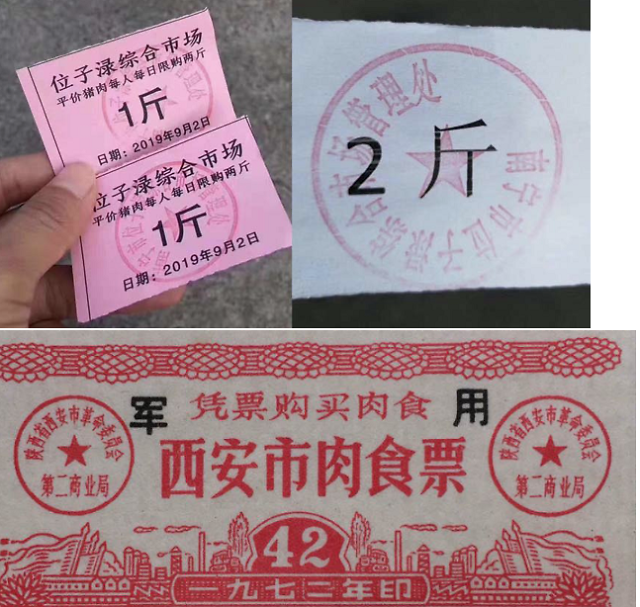 位子渌综合市场
平价猪肉每人每日限购两斤
1斤
日期：2019年9月2日
位子渌综合市场
平价猪肉每人每日限购两斤
1斤
日期：2019年9月2日
南宁市位子渌综合市场管理处
2斤
军 凭票购买肉食 用
西安市肉食票
陕西省西安市革命委员会
第二商业局
陕西省西安市革命委员会
第二商业局
42
一九七三年印